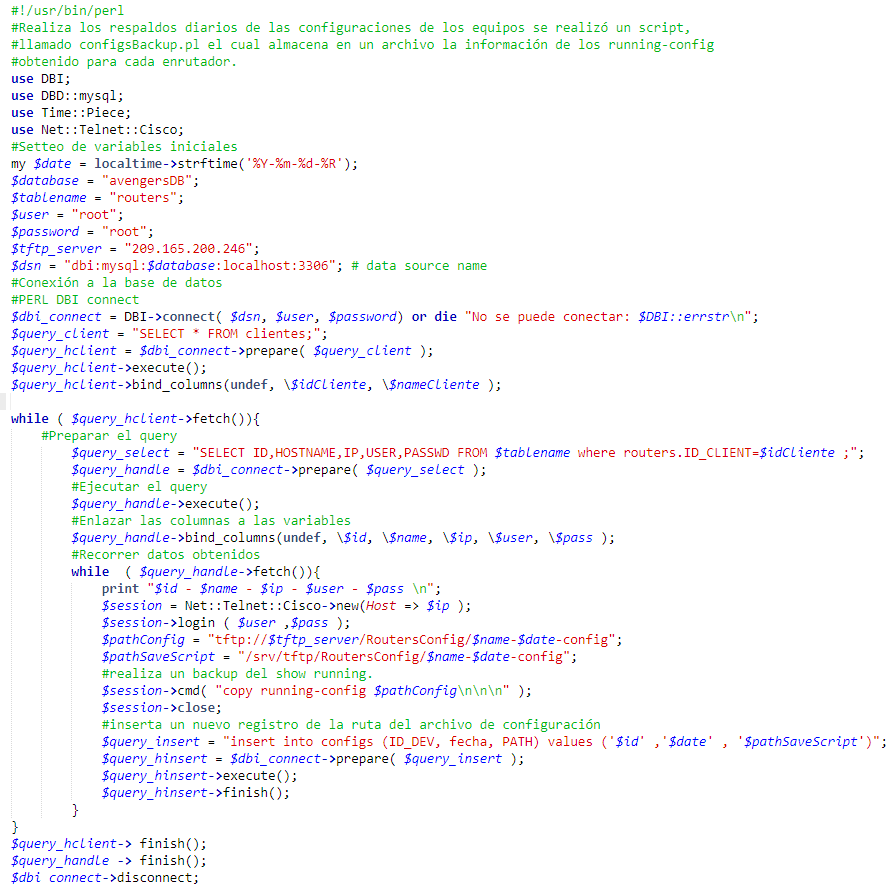 #!/usr/bin/perl
#Realiza los respaldos diarios de las configuraciones de los equipos se realizó un script,
#llamado configsBackup.pl el cual almacena en un archivo la información de los running-config
#obtenido para cada enrutador.
use DBI;
use DBD::mysql;
use Time::Piece;
use Net::Telnet::Cisco;
#Setteo de variables iniciales
my $date = localtime->strftime('%Y-%m-%d-%R');
$database = "avengersDB";
$tablename = "routers";
$user = "root";
$password = "root";
$tftp_server = "209.165.200.246";
$dsn = "dbi:mysql:$database:localhost:3306"; # data source name
#Conexión a la base de datos
#PERL DBI connect
$dbi_connect = DBI->connect( $dsn, $user, $password) or die "No se puede conectar: $DBI::errstr\n";
$query_client = "SELECT * FROM clientes;";
$query_hclient = $dbi_connect->prepare( $query_client );
$query_hclient->execute();
$query_hclient->bind_columns(undef, \$idCliente, \$nameCliente );
while ( $query_hclient->fetch()){
#Preparar el query
$query_select = "SELECT ID,HOSTNAME,IP,USER,PASSWD FROM $tablename where routers.ID_CLIENT=$idCliente ;";
$query_handle = $dbi_connect->prepare( $query_select );
#Ejecutar el query
$query_handle->execute();
#Enlazar las columnas a las variables
$query_handle->bind_columns(undef, \$id, \$name, \$ip, \$user, \$pass );
#Recorrer datos obtenidos
while  ( $query_handle->fetch()){
print "$id - $name - $ip - $user - $pass \n";
$session = Net::Telnet::Cisco->new(Host => $ip );
$session->login ( $user ,$pass );
$pathConfig = "tftp://$tftp_server/RoutersConfig/$name-$date-config";
$pathSaveScript = "/srv/tftp/RoutersConfig/$name-$date-config";
#realiza un backup del show running.
$session->cmd( "copy running-config $pathConfig\n\n\n" );
$session->close;
#inserta un nuevo registro de la ruta del archivo de configuración
$query_insert = "insert into configs (ID_DEV, fecha, PATH) values ('$id' ,'$date' , '$pathSaveScript')";
$query_hinsert = $dbi_connect->prepare( $query_insert );
$query_hinsert->execute();
$query_hinsert->finish();
}
}
$query_hclient-> finish();
$query_handle -> finish();
$dbi_connect->disconnect;